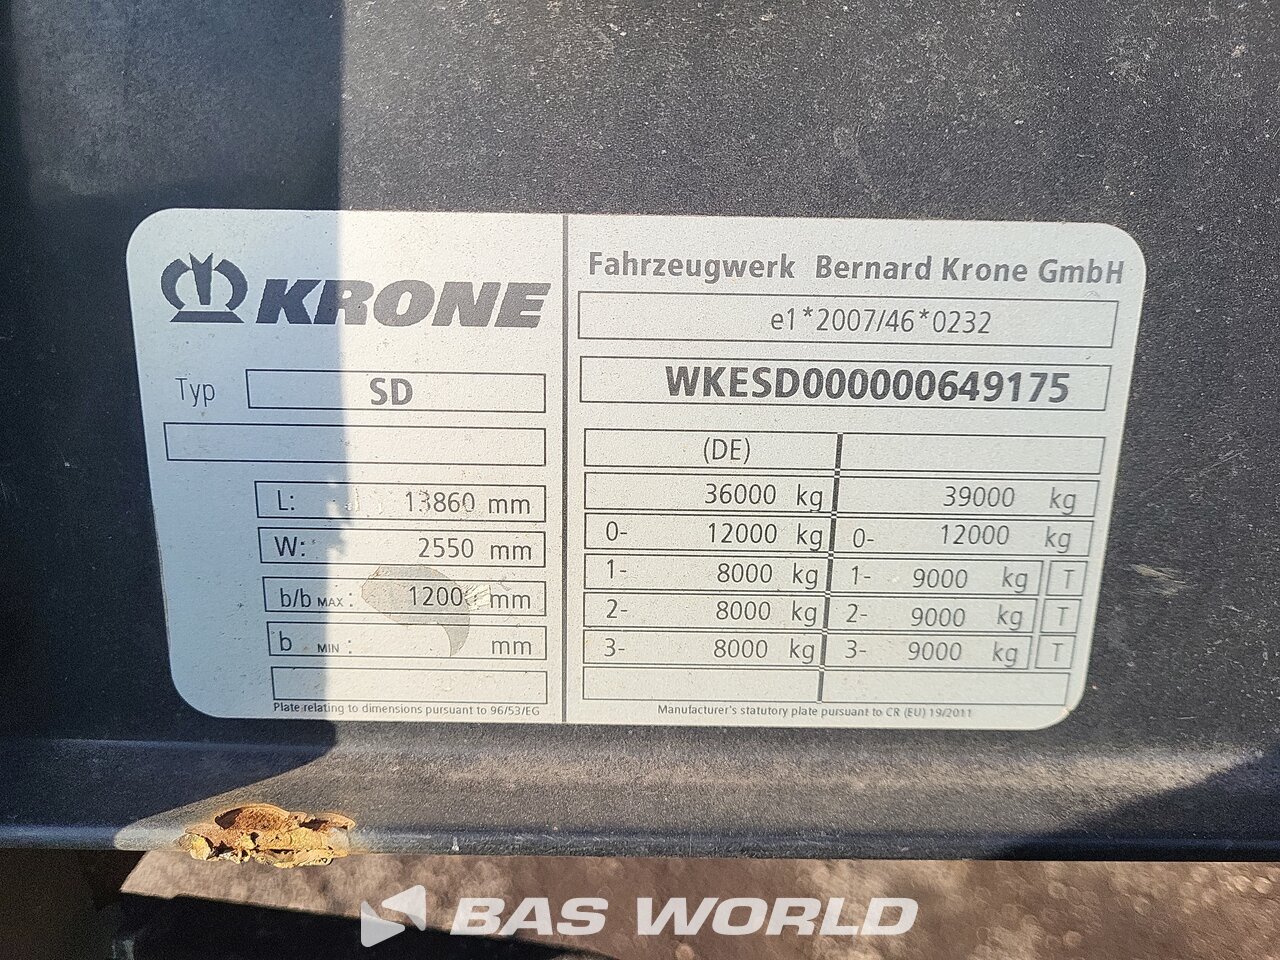 KRONE
Typ SD
L: 13860 mm
W: 2550 mm
b/b MAX : 1200 mm
b MIN : mm
Plate relating to dimensions pursuant to 96/53/EG
Fahrzeugwerk Bernard Krone GmbH
e1*2007/46*0232
WKESD000000649175
(DE)
36000 kg 39000 kg
0- 12000 kg 0- 12000 kg
1- 8000 kg 1- 9000 kg T
2- 8000 kg 2- 9000 kg T
3- 8000 kg 3- 9000 kg T
Manufacturer's statutory plate pursuant to CR (EU) 19/2011
BAS WORLD